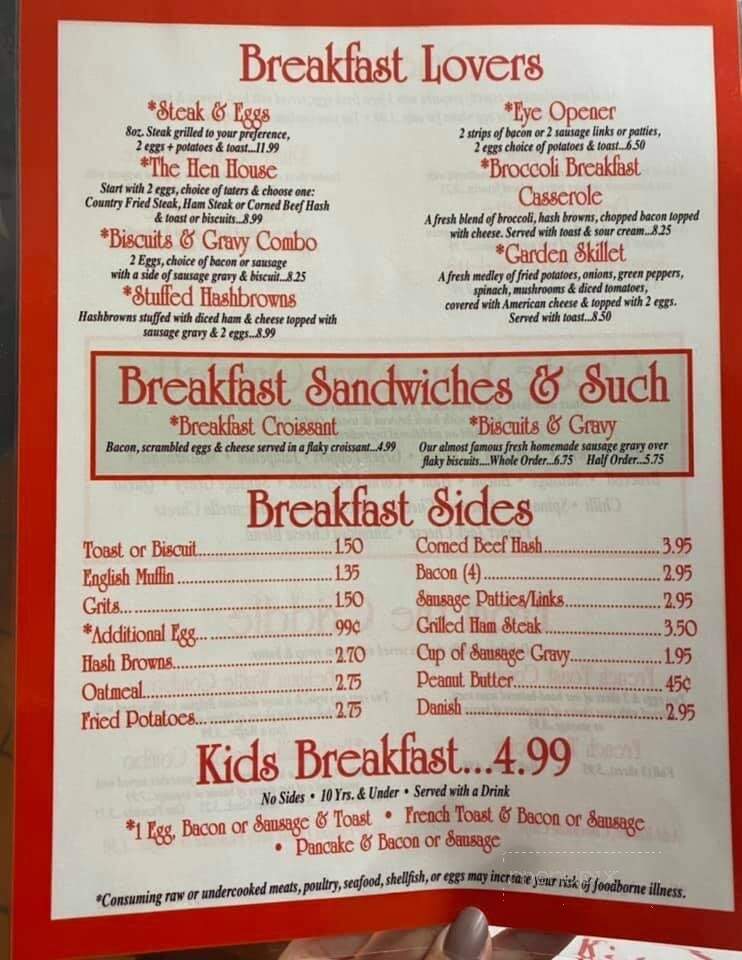 Breakfast Lovers
*Steak & Eggs
8oz. Steak grilled to your preference,
2 eggs + potatoes & toast...11.99
*The Hen House
Start with 2 eggs, choice of taters & choose one:
Country Fried Steak, Ham Steak or Corned Beef Hash
& toast or biscuits...8.99
*Biscuits & Gravy Combo
2 Eggs, choice of bacon or sausage
with a side of sausage gravy & biscuit...8.25
*Stuffed Hashbrowns
Hashbrowns stuffed with diced ham & cheese topped with
sausage gravy & 2 eggs...8.99
*Eye Opener
2 strips of bacon or 2 sausage links or patties,
2 eggs choice of potatoes & toast...6.50
*Broccoli Breakfast
Casserole
A fresh blend of broccoli, hash browns, chopped bacon topped
with cheese. Served with toast & sour cream...8.25
*Garden Skillet
A fresh medley of fried potatoes, onions, green peppers,
spinach, mushrooms & diced tomatoes,
covered with American cheese & topped with 2 eggs.
Served with toast...8.50
Breakfast Sandwiches & Such
*Breakfast Croissant
Bacon, scrambled eggs & cheese served in a flaky croissant...4.99
*Biscuits & Gravy
Our almost famous fresh homemade sausage gravy over
flaky biscuits....Whole Order...6.75 Half Order...5.75
Breakfast Sides
Toast or Biscuit...1.50
English Muffin...1.35
Grits...1.50
*Additional Egg...99¢
Hash Browns...2.70
Oatmeal...2.75
Fried Potatoes...2.75
Corned Beef Hash...3.95
Bacon (4)...2.95
Sausage Patties/Links...2.95
Grilled Ham Steak...3.50
Cup of Sausage Gravy...1.95
Peanut Butter...45¢
Danish...2.95
Kids Breakfast...4.99
No Sides • 10 Yrs. & Under • Served with a Drink
*1 Egg, Bacon or Sausage & Toast • French Toast & Bacon or Sausage
• Pancake & Bacon or Sausage
*Consuming raw or undercooked meats, poultry, seafood, shellfish, or eggs may increase your risk of foodborne illness.